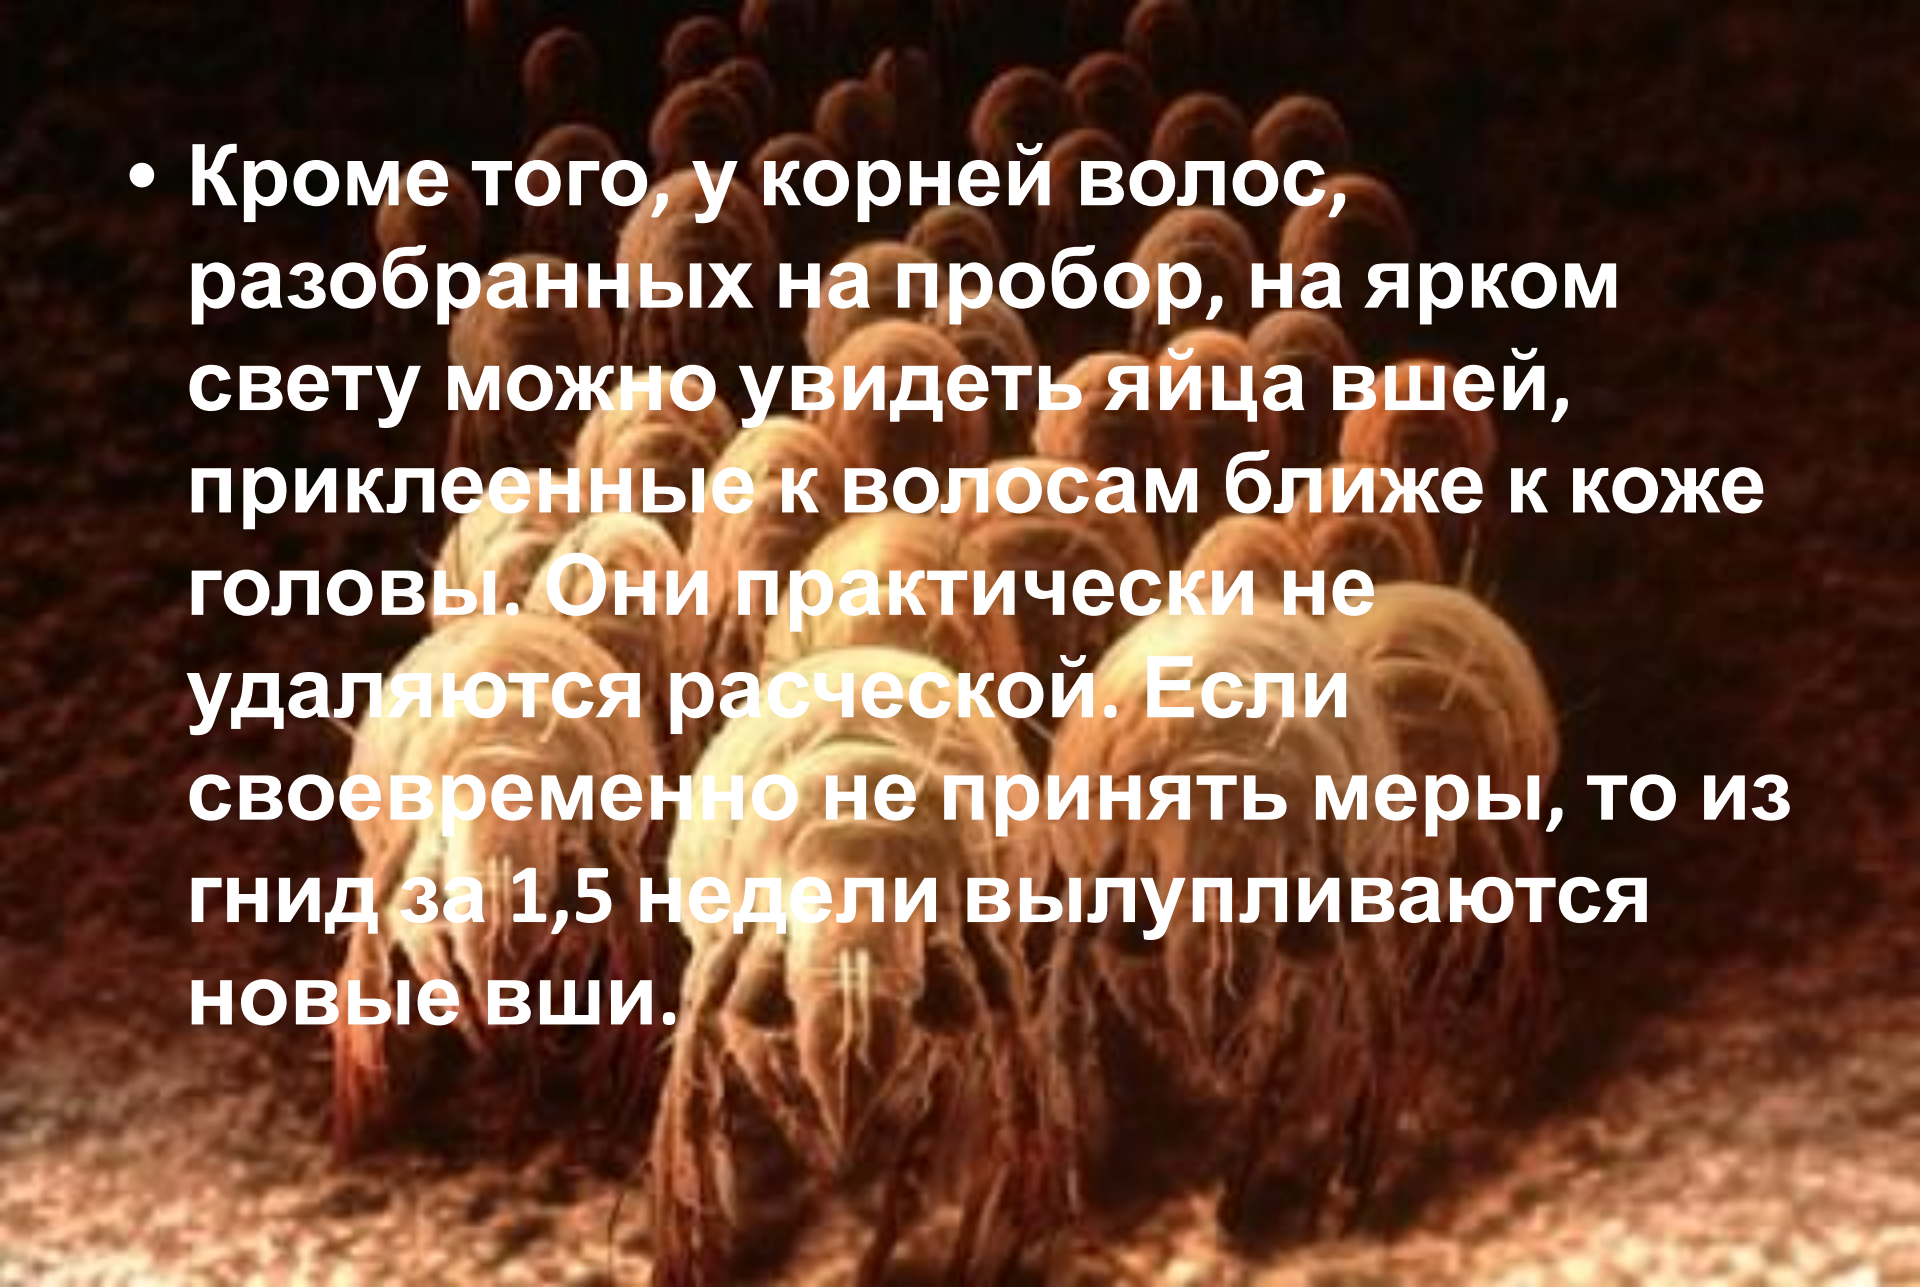 • Кроме того, у корней волос,
разобранных на пробор, на ярком
свету можно увидеть яйца вшей,
приклеенные к волосам ближе к коже
головы. Они практически не
удаляются расческой. Если
своевременно не принять меры, то из
гнид за 1,5 недели вылупливаются
новые вши.